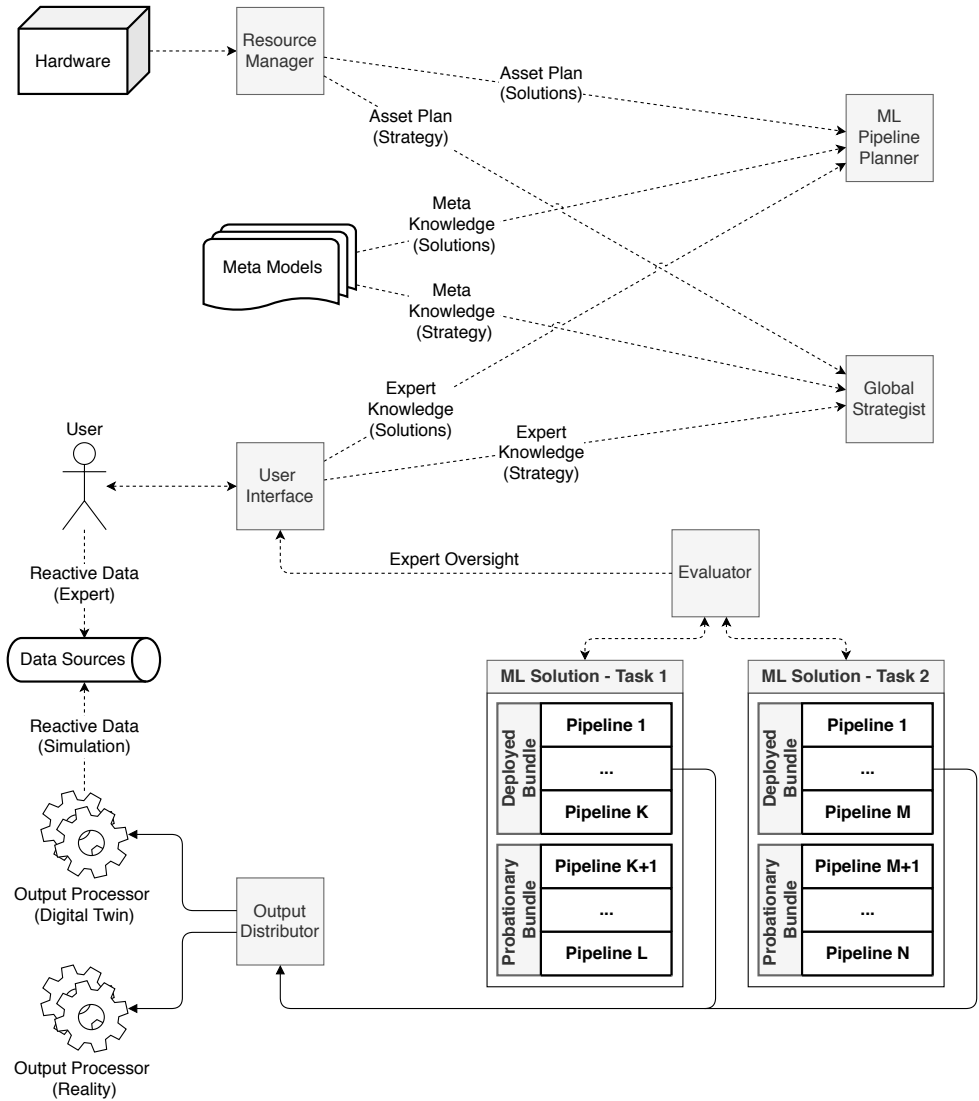 Hardware
Resource
Manager
Asset Plan
(Solutions)
Asset Plan
(Strategy)
ML
Pipeline
Planner
Meta
Knowledge
(Solutions)
Meta Models
Meta
Knowledge
(Strategy)
Global
Strategist
Expert
Knowledge
(Solutions)
Expert
Knowledge
(Strategy)
User
User
Interface
Expert Oversight
Evaluator
Reactive Data
(Expert)
Data Sources
Reactive Data
(Simulation)
ML Solution - Task 1
Deployed
Bundle
Pipeline 1
...
Pipeline K
Probationary
Bundle
Pipeline K+1
...
Pipeline L
ML Solution - Task 2
Deployed
Bundle
Pipeline 1
...
Pipeline M
Probationary
Bundle
Pipeline M+1
...
Pipeline N
Output Processor
(Digital Twin)
Output
Distributor
Output Processor
(Reality)